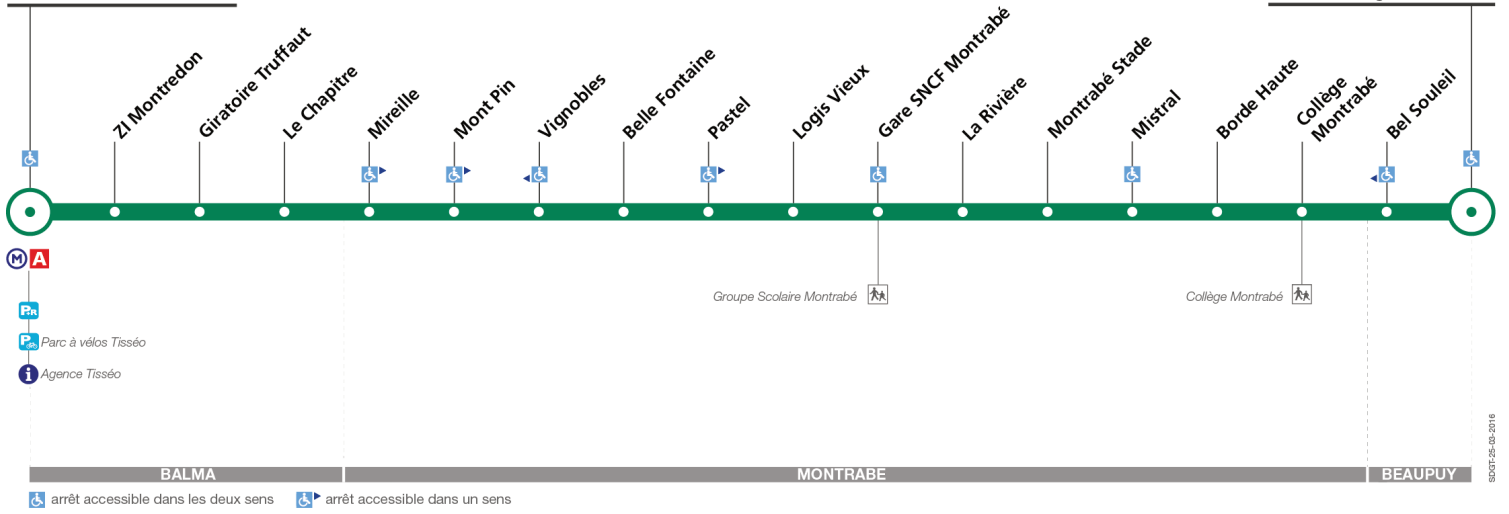 ZI Montredon
Giratoire Truffaut
Le Chapitre
Mireille
Mont Pin
Vignobles
Belle Fontaine
Pastel
Logis Vieux
Gare SNCF Montrabé
La Rivière
Montrabé Stade
Mistral
Borde Haute
Collège
Montrabé
Bel Souleil
M A
Groupe Scolaire Montrabé
Collège Montrabé
P+R
P Parc à vélos Tisséo
i Agence Tisséo
SDGT-25-03-2016
BALMA
MONTRABE
BEAUPUY
arrêt accessible dans les deux sens
arrêt accessible dans un sens